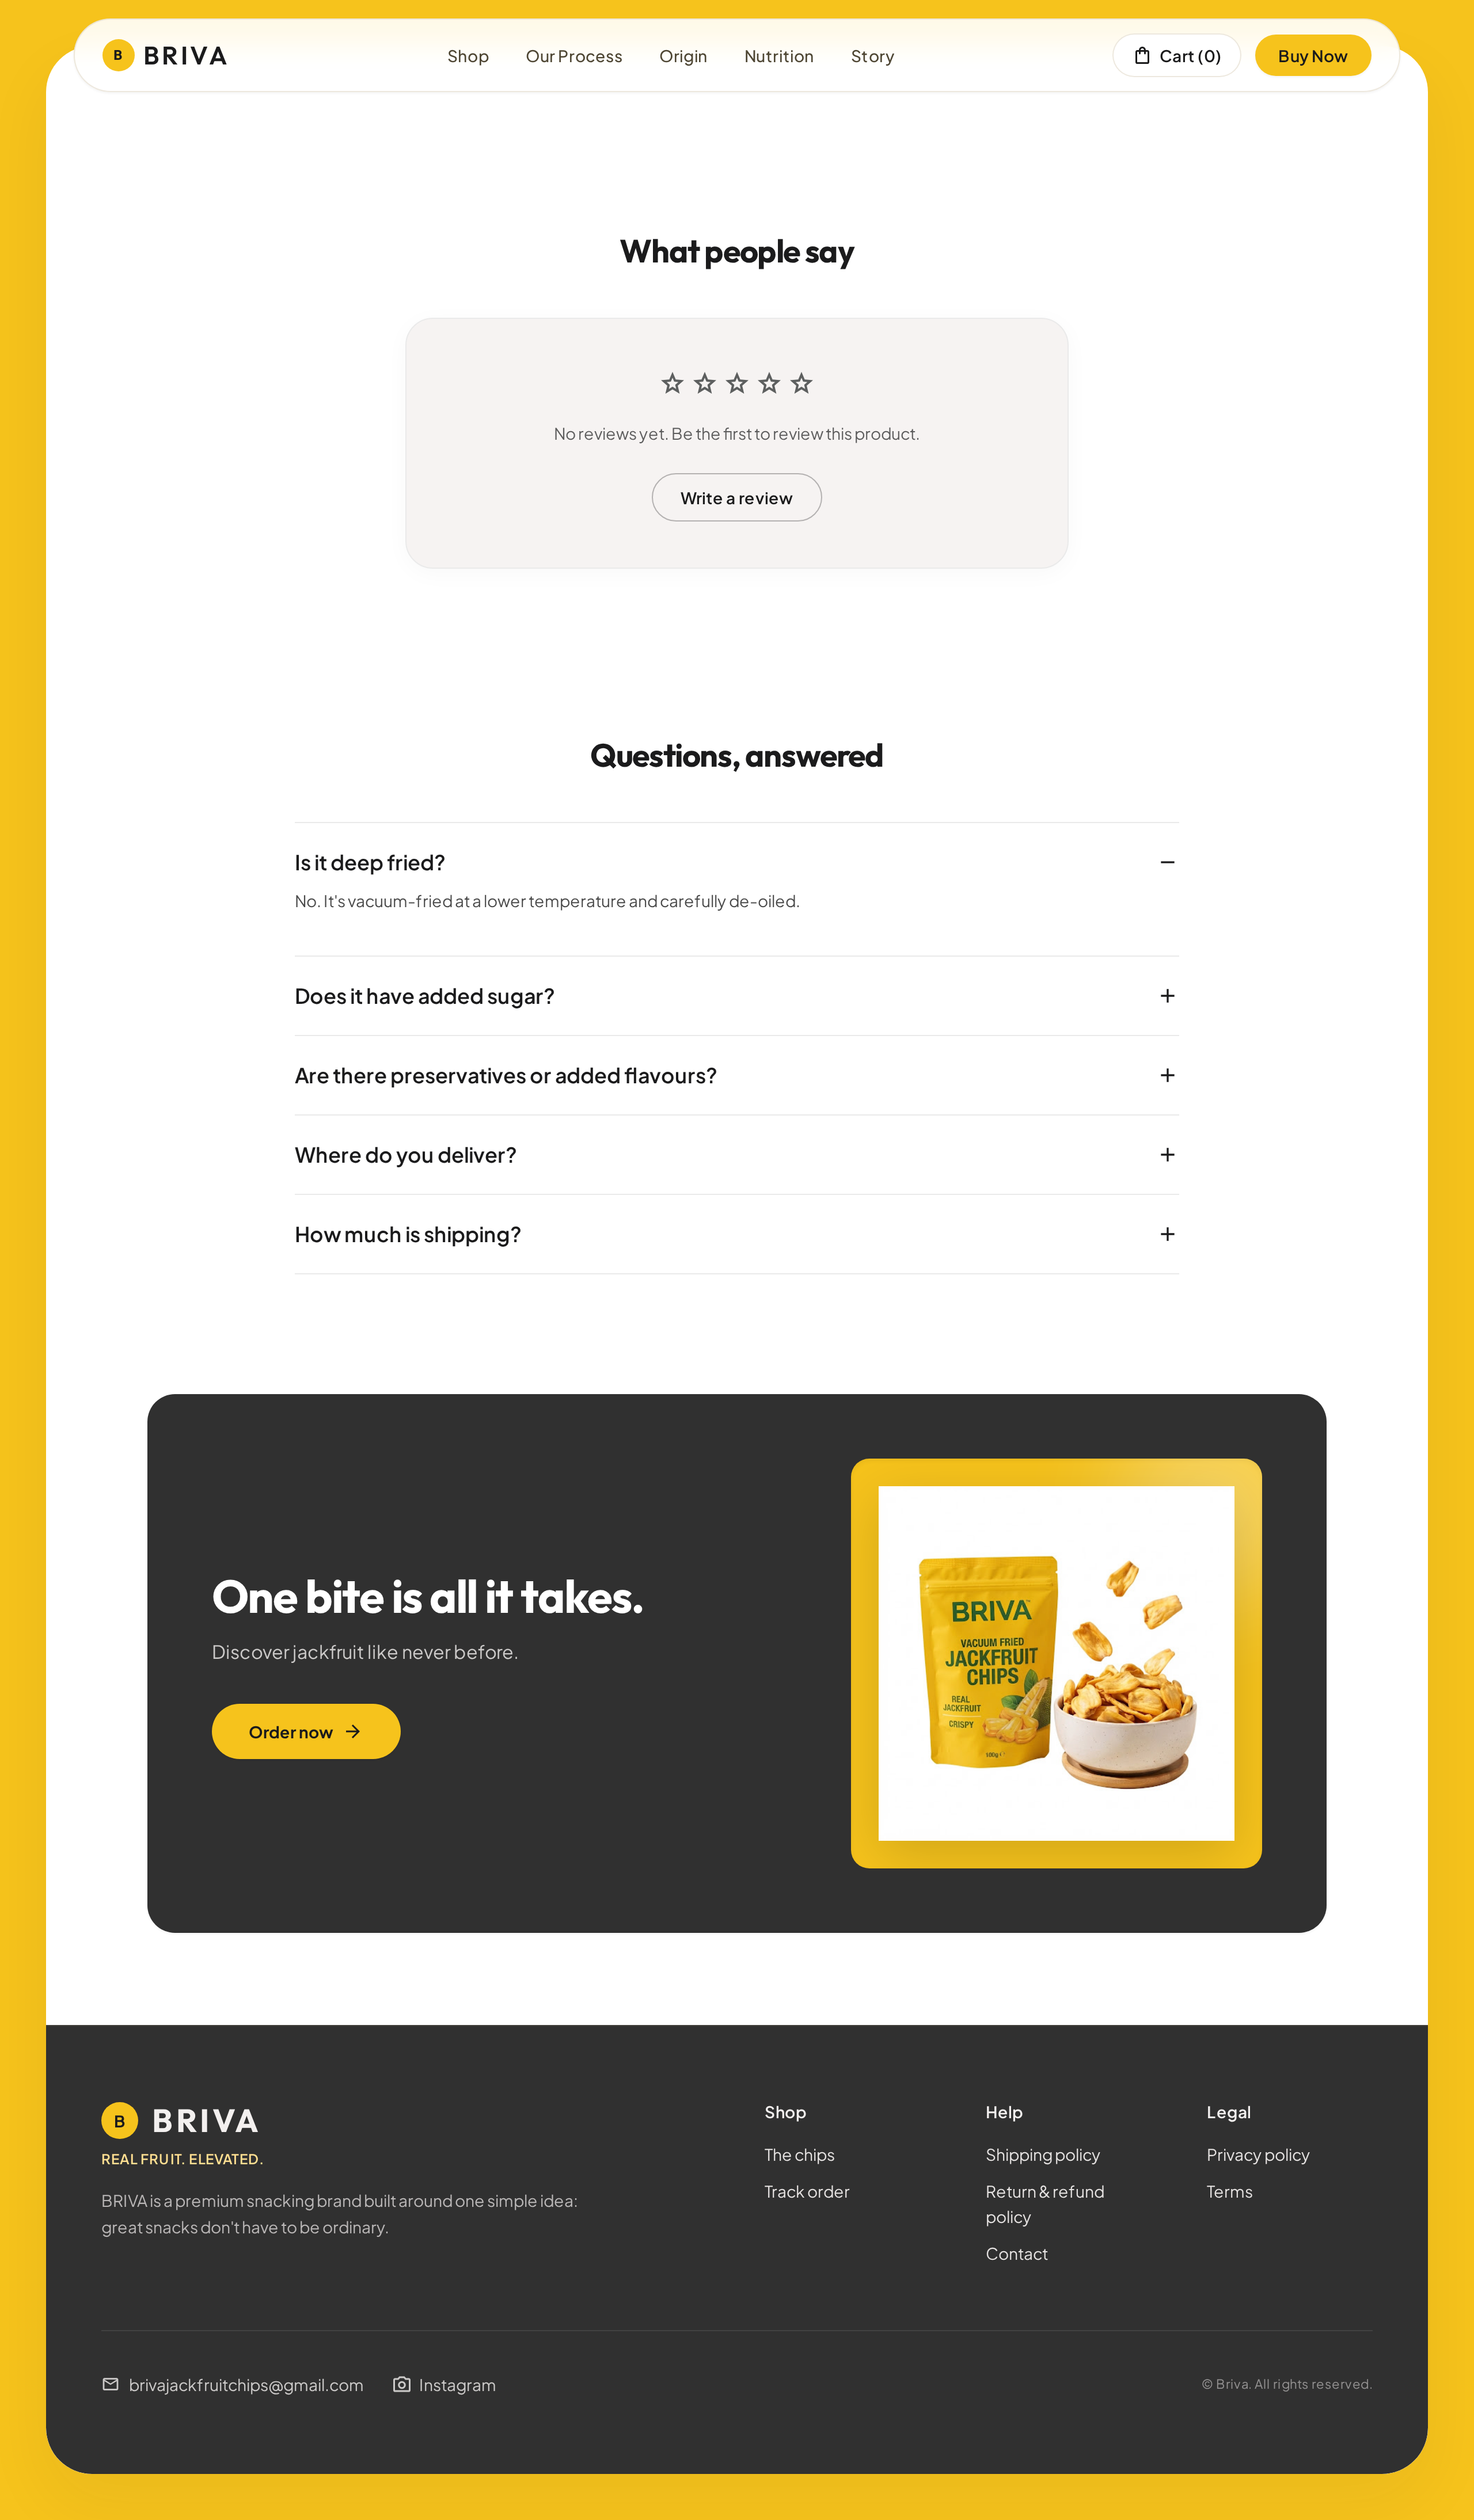 B BRIVA
Shop Our Process Origin Nutrition Story
Cart (0)
Buy Now
What people say
No reviews yet. Be the first to review this product.
Write a review
Questions, answered
Is it deep fried?
No. It's vacuum-fried at a lower temperature and carefully de-oiled.
Does it have added sugar?
Are there preservatives or added flavours?
Where do you deliver?
How much is shipping?
One bite is all it takes.
Discover jackfruit like never before.
Order now
BRIVA
VACUUM FRIED
JACKFRUIT
CHIPS
REAL
JACKFRUIT
CRISPY
B BRIVA
REAL FRUIT. ELEVATED.
BRIVA is a premium snacking brand built around one simple idea:
great snacks don't have to be ordinary.
Shop
The chips
Track order
Help
Shipping policy
Return & refund
policy
Contact
Legal
Privacy policy
Terms
brivajackfruitchips@gmail.com
Instagram
© Briva. All rights reserved.